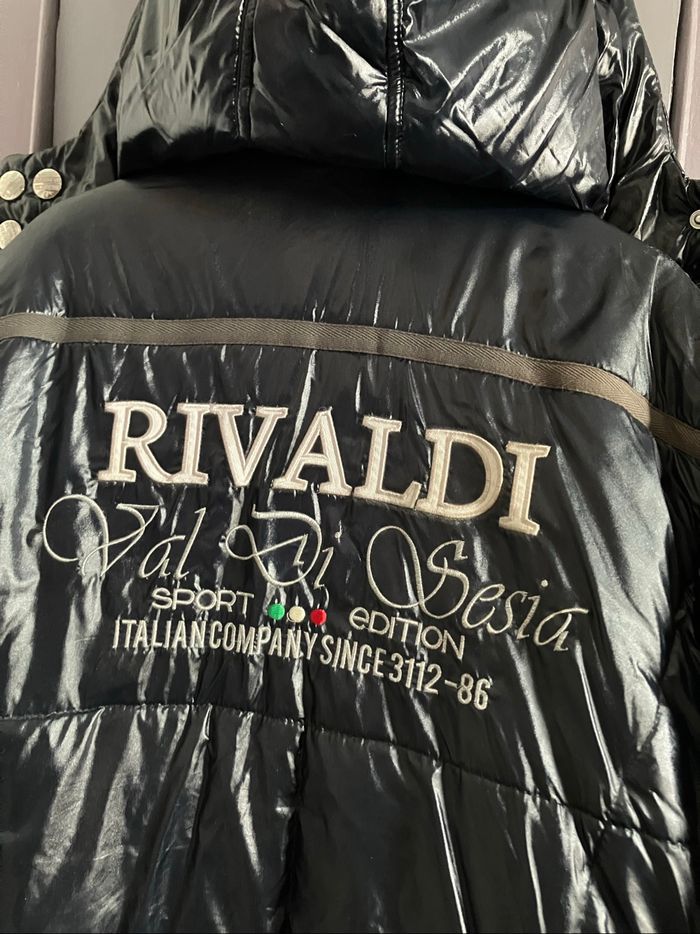 RIVALDI
Val Di Sesia
SPORT EDITION
ITALIAN COMPANY SINCE 3112-86